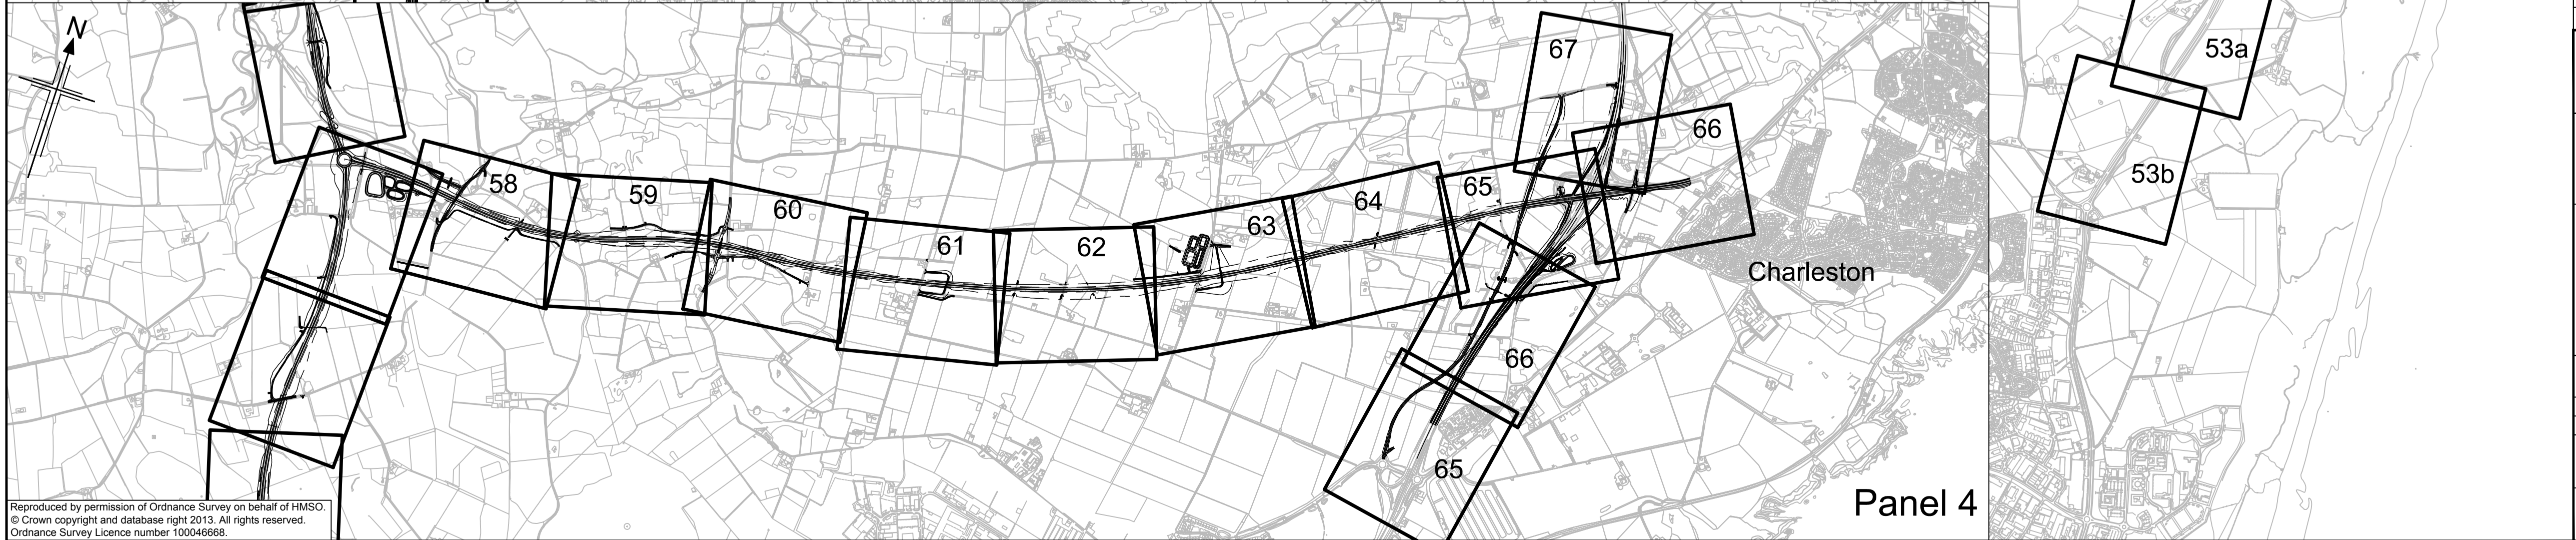 N
58
59
60
61
62
63
64
65
66
67
66
65
Charleston
Panel 4
53a
53b
Reproduced by permission of Ordnance Survey on behalf of HMSO.
© Crown copyright and database right 2013. All rights reserved.
Ordnance Survey Licence number 100046668.